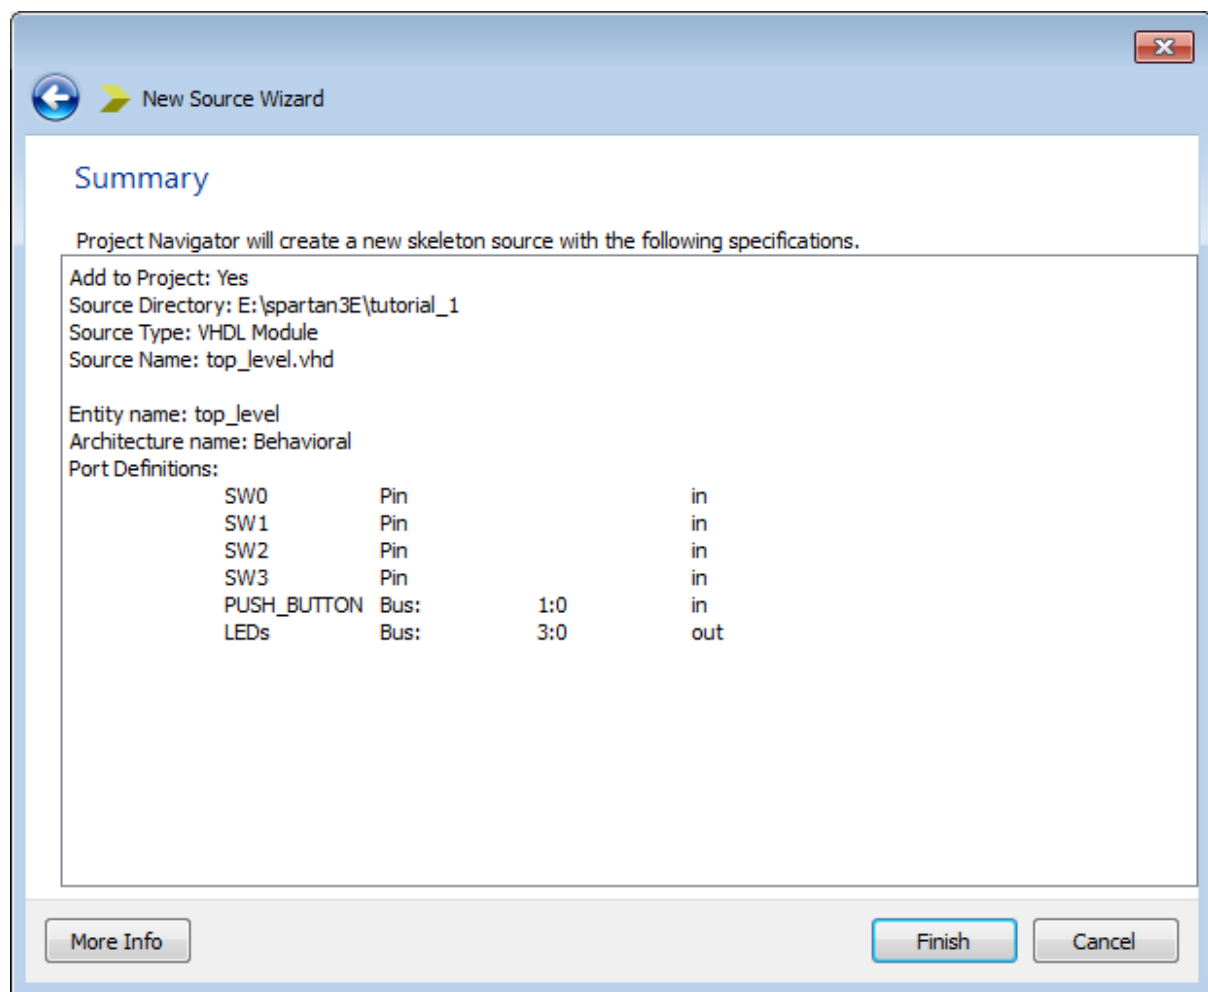 New Source Wizard
Summary
Project Navigator will create a new skeleton source with the following specifications.
Add to Project: Yes
Source Directory: E:\spartan3E\tutorial_1
Source Type: VHDL Module
Source Name: top_level.vhd
Entity name: top_level
Architecture name: Behavioral
Port Definitions:
SW0 Pin in
SW1 Pin in
SW2 Pin in
SW3 Pin in
PUSH_BUTTON Bus: 1:0 in
LEDs Bus: 3:0 out
More Info Finish Cancel